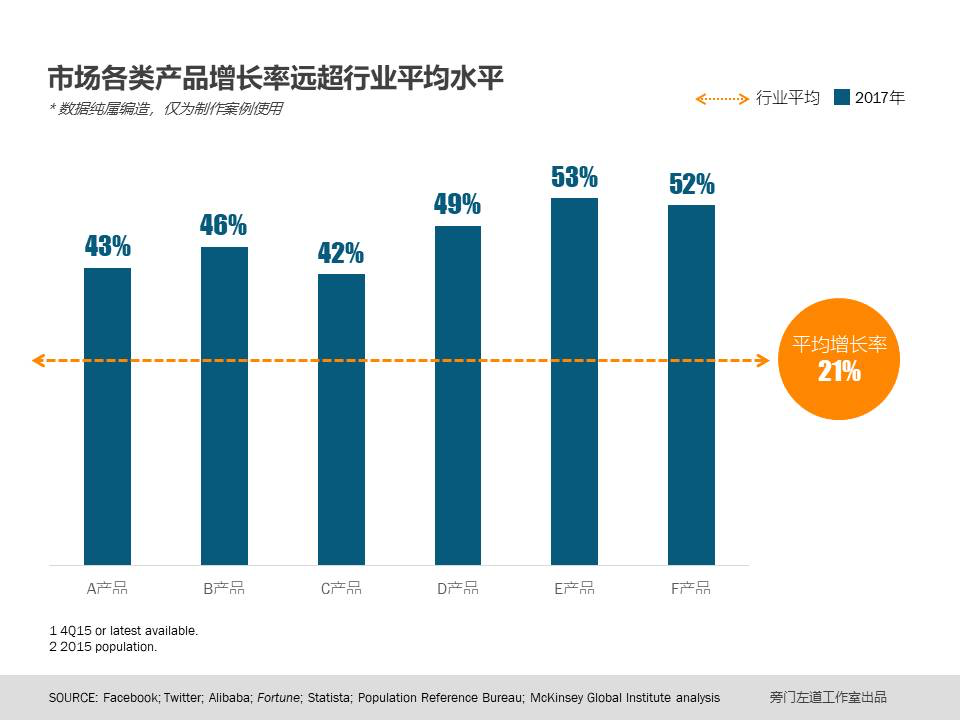 市场各类产品增长率远超行业平均水平
* 数据纯属编造，仅为制作案例使用
行业平均 2017年
43%
46%
42%
49%
53%
52%
平均增长率
21%
A产品 B产品 C产品 D产品 E产品 F产品
1 4Q15 or latest available.
2 2015 population.
SOURCE: Facebook; Twitter; Alibaba; Fortune; Statista; Population Reference Bureau; McKinsey Global Institute analysis
旁门左道工作室出品